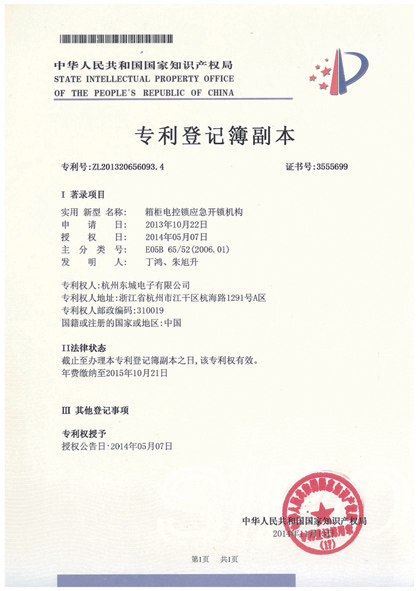 中华人民共和国国家知识产权局
STATE INTELLECTUAL PROPERTY OFFICE
OF THE PEOPLE'S REPUBLIC OF CHINA
专利登记簿副本
专利号:ZL201320656093.4 证书号:3555699
I 著录项目
实用 新型 名称: 箱柜电控锁应急开锁机构
申 请 日: 2013年10月22日
授 权 日: 2014年05月07日
主 分 类 号: E05B 65/52(2006.01)
发 明 人: 丁鸿、朱旭升
专利权人:杭州东城电子有限公司
专利权人地址:浙江省杭州市江干区杭海路1291号A区
专利权人邮政编码:310019
国籍或注册的国家或地区:中国
II法律状态
截止至办理本专利登记簿副本之日,该专利权有效。
年费缴纳至2015年10月21日
III 其他登记事项
专利权授予
授权公告日:2014年05月07日
中华人民共和国国家知识产权局
2014年
第1页 共1页